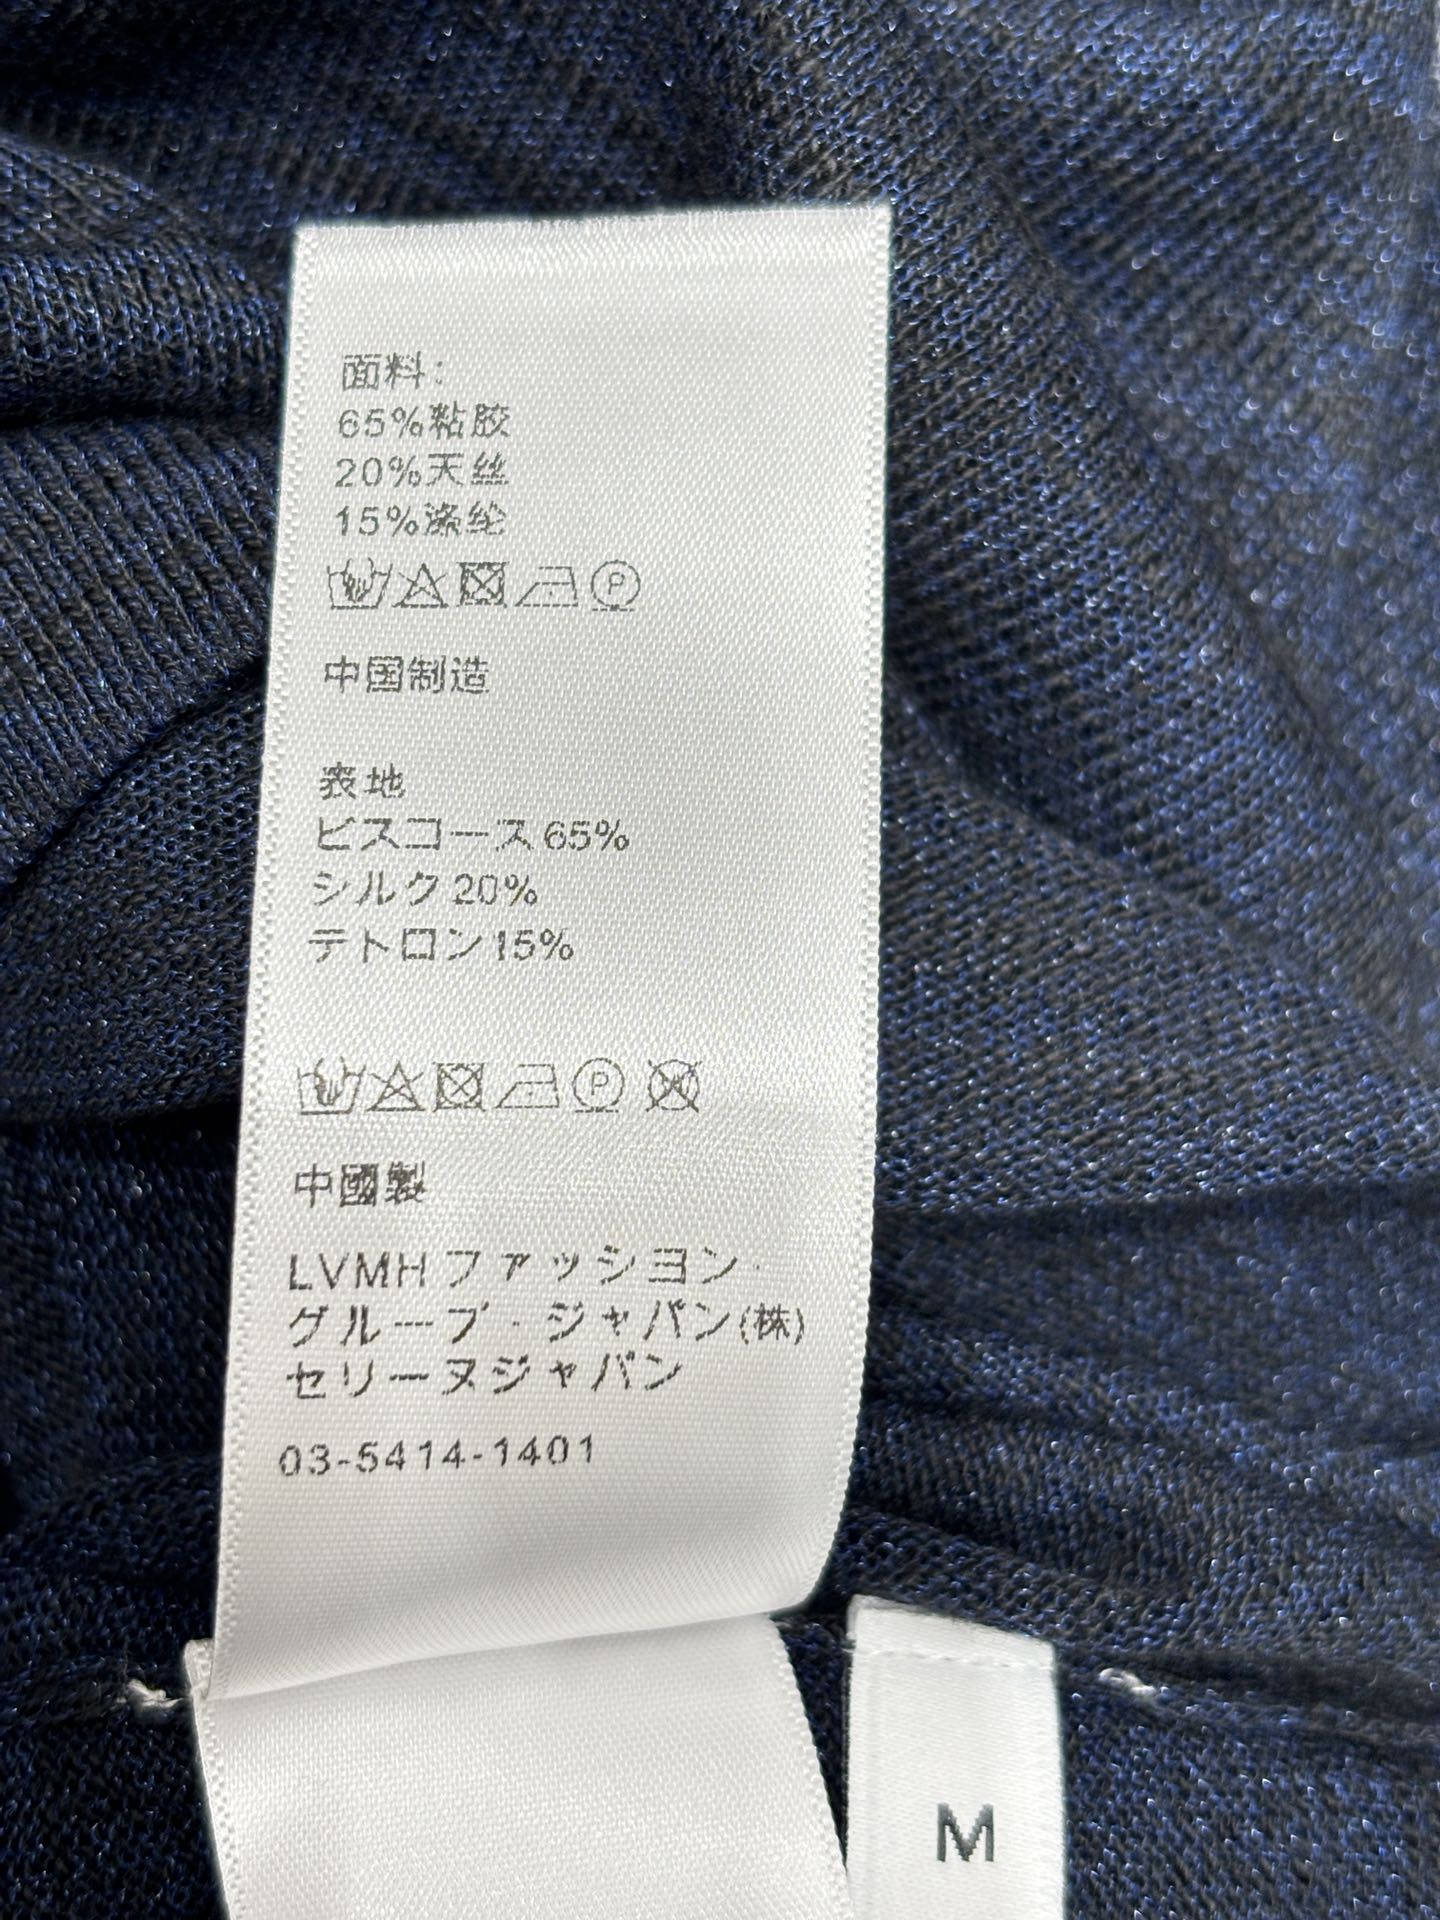 面料:
65%粘胶
20%天丝
15%涤纶
P
中国制造
表地
ビスコース65%
シルク20%
テトロン15%
P
中國製
LVMHファッション・
グループ・ジャパン(株)
セリーヌジャパン
03-5414-1401
M